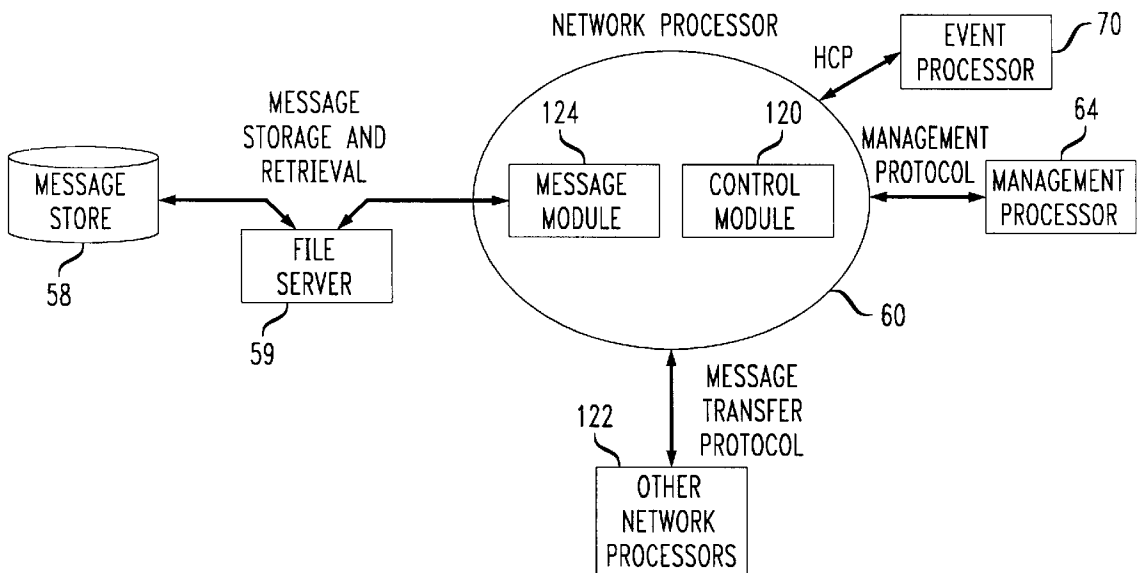 NETWORK PROCESSOR
HCP
EVENT
PROCESSOR
70
MESSAGE
STORAGE AND
RETRIEVAL
124
MESSAGE
MODULE
120
CONTROL
MODULE
MANAGEMENT
PROTOCOL
64
MANAGEMENT
PROCESSOR
MESSAGE
STORE
58
FILE
SERVER
59
60
MESSAGE
TRANSFER
PROTOCOL
122
OTHER
NETWORK
PROCESSORS